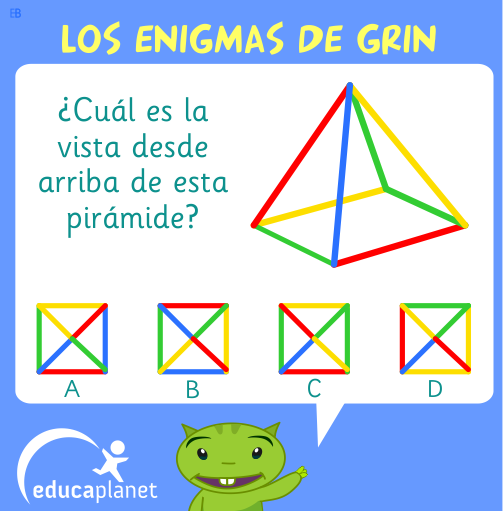 EB
LOS ENIGMAS DE GRIN
¿Cuál es la
vista desde
arriba de esta
pirámide?
A B C D
educaplanet